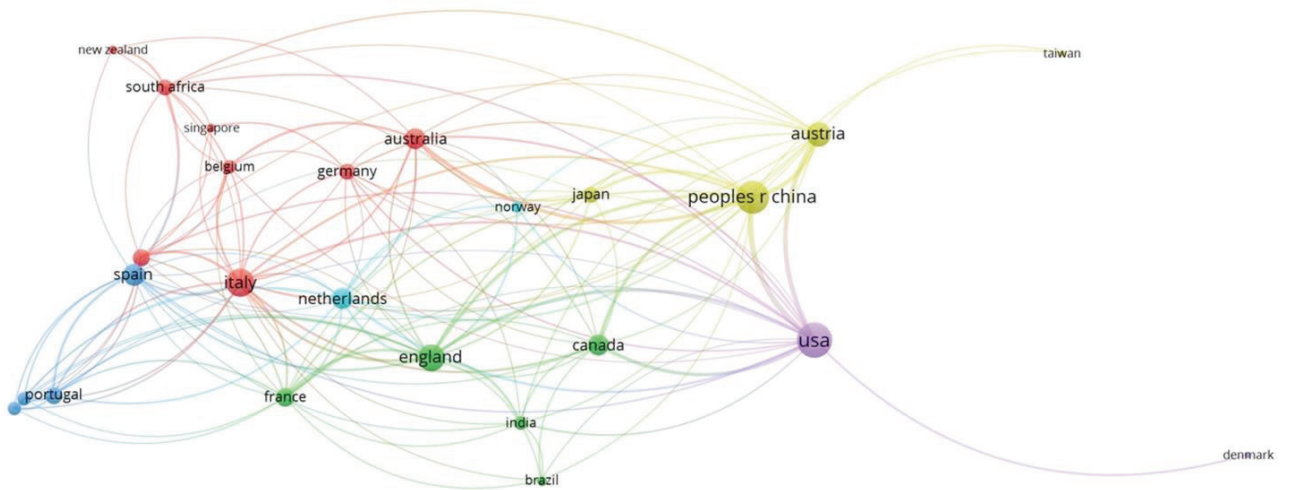 new zealand
taiwan
south africa
singapore
austria
australia
belgium
germany
japan
peoples r china
norway
spain
italy
netherlands
usa
canada
england
portugal
france
india
denmark
brazil